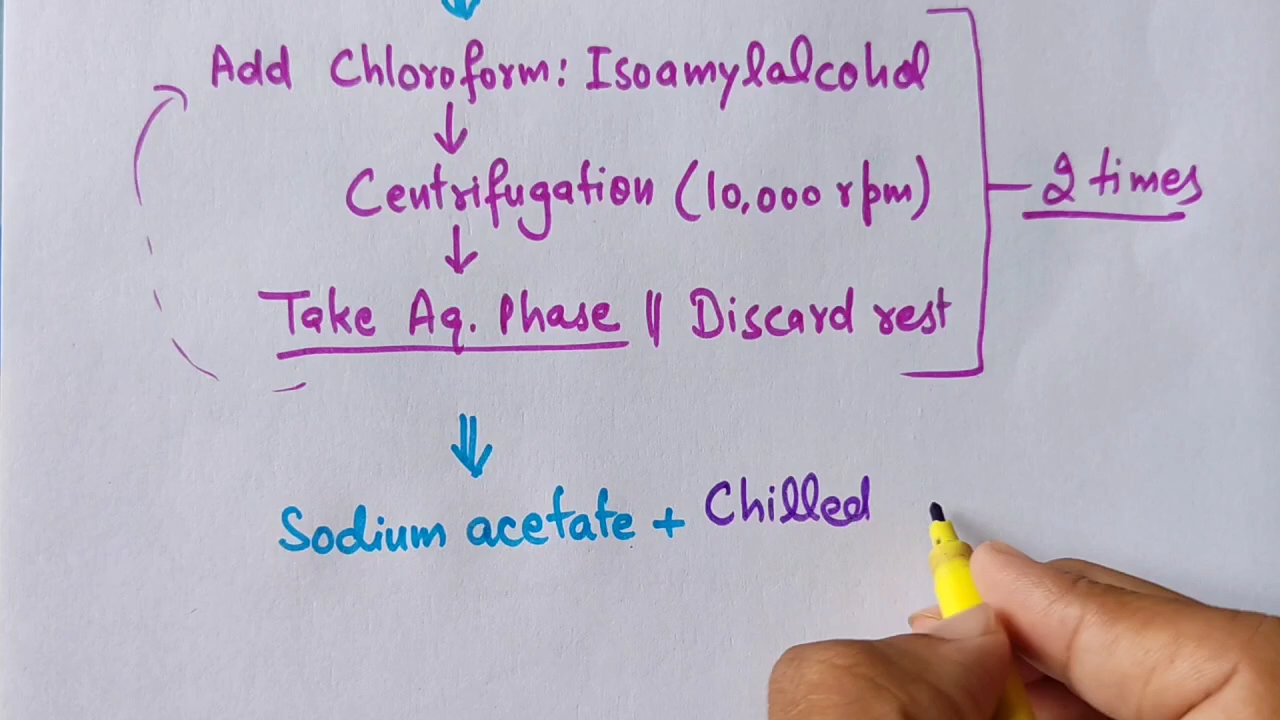 Add Chloroform: Isoamylalcohol
Centrifugation (10,000 rpm)
2 times
Take Aq. Phase || Discard rest
Sodium acetate + Chilled